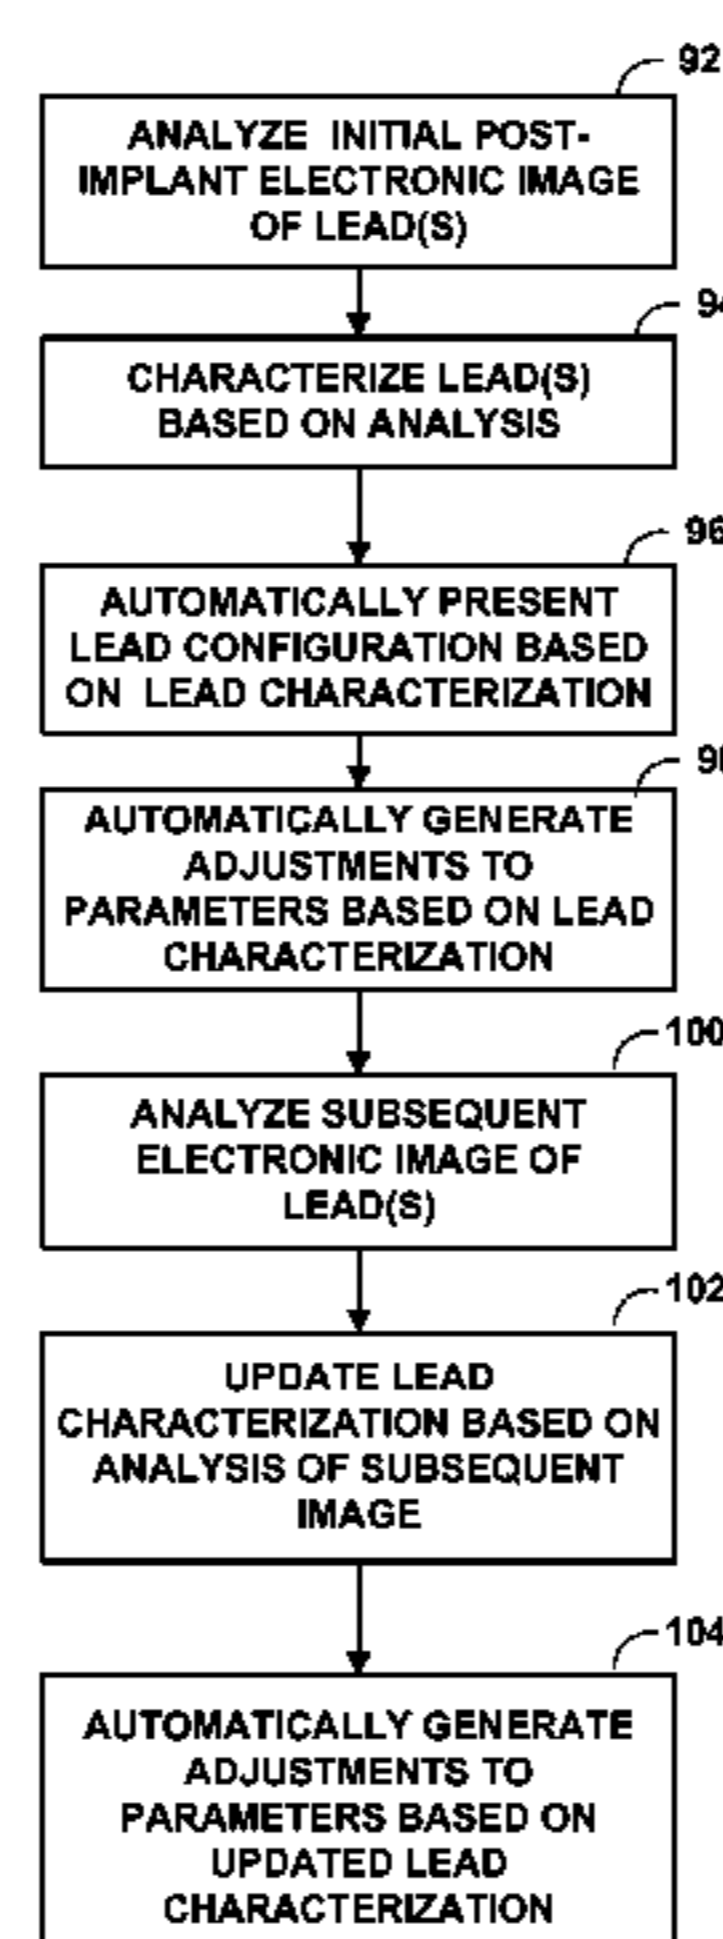 92
ANALYZE INITIAL POST-
IMPLANT ELECTRONIC IMAGE
OF LEAD(S)
94
CHARACTERIZE LEAD(S)
BASED ON ANALYSIS
96
AUTOMATICALLY PRESENT
LEAD CONFIGURATION BASED
ON LEAD CHARACTERIZATION
98
AUTOMATICALLY GENERATE
ADJUSTMENTS TO
PARAMETERS BASED ON LEAD
CHARACTERIZATION
100
ANALYZE SUBSEQUENT
ELECTRONIC IMAGE OF
LEAD(S)
102
UPDATE LEAD
CHARACTERIZATION BASED ON
ANALYSIS OF SUBSEQUENT
IMAGE
104
AUTOMATICALLY GENERATE
ADJUSTMENTS TO
PARAMETERS BASED ON
UPDATED LEAD
CHARACTERIZATION